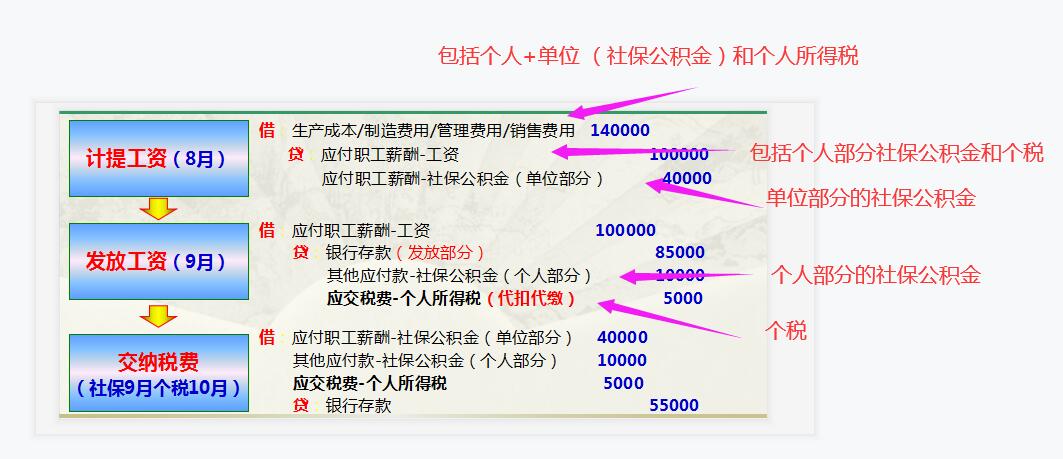 包括个人+单位 （社保公积金）和个人所得税
计提工资（8月）
借：生产成本/制造费用/管理费用/销售费用 140000
贷：应付职工薪酬-工资 100000
包括个人部分社保公积金和个税
应付职工薪酬-社保公积金（单位部分） 40000
单位部分的社保公积金
发放工资（9月）
借：应付职工薪酬-工资 100000
贷：银行存款（发放部分） 85000
其他应付款-社保公积金（个人部分） 10000
个人部分的社保公积金
应交税费-个人所得税（代扣代缴） 5000
个税
交纳税费
（社保9月个税10月）
借：应付职工薪酬-社保公积金（单位部分） 40000
其他应付款-社保公积金（个人部分） 10000
应交税费-个人所得税 5000
贷：银行存款 55000